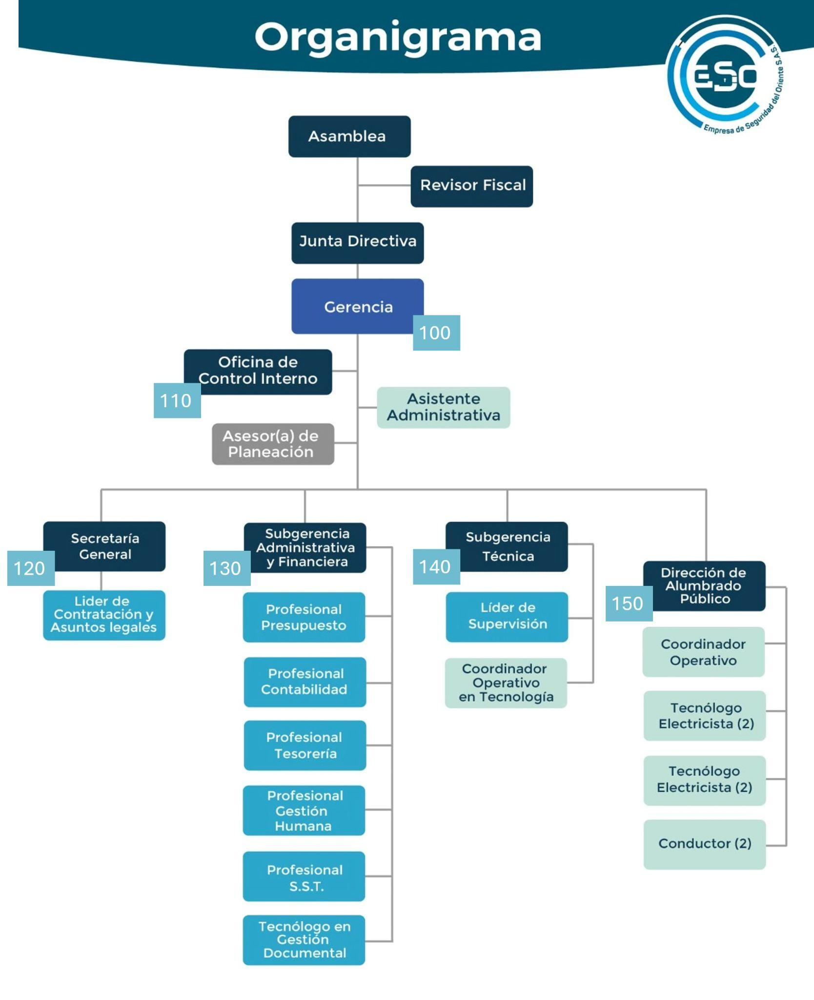 Organigrama
ESO
Empresa de Seguridad del Oriente S.A.S.
Asamblea
Revisor Fiscal
Junta Directiva
Gerencia
100
Oficina de
Control Interno
110
Asistente
Administrativa
Asesor(a) de
Planeación
Secretaría
General
120
Lider de
Contratación y
Asuntos legales
Subgerencia
Administrativa
y Financiera
130
Profesional
Presupuesto
Profesional
Contabilidad
Profesional
Tesorería
Profesional
Gestión
Humana
Profesional
S.S.T.
Tecnólogo en
Gestión
Documental
Subgerencia
Técnica
140
Líder de
Supervisión
Coordinador
Operativo
en Tecnología
Dirección de
Alumbrado
Público
150
Coordinador
Operativo
Tecnólogo
Electricista (2)
Tecnólogo
Electricista (2)
Conductor (2)